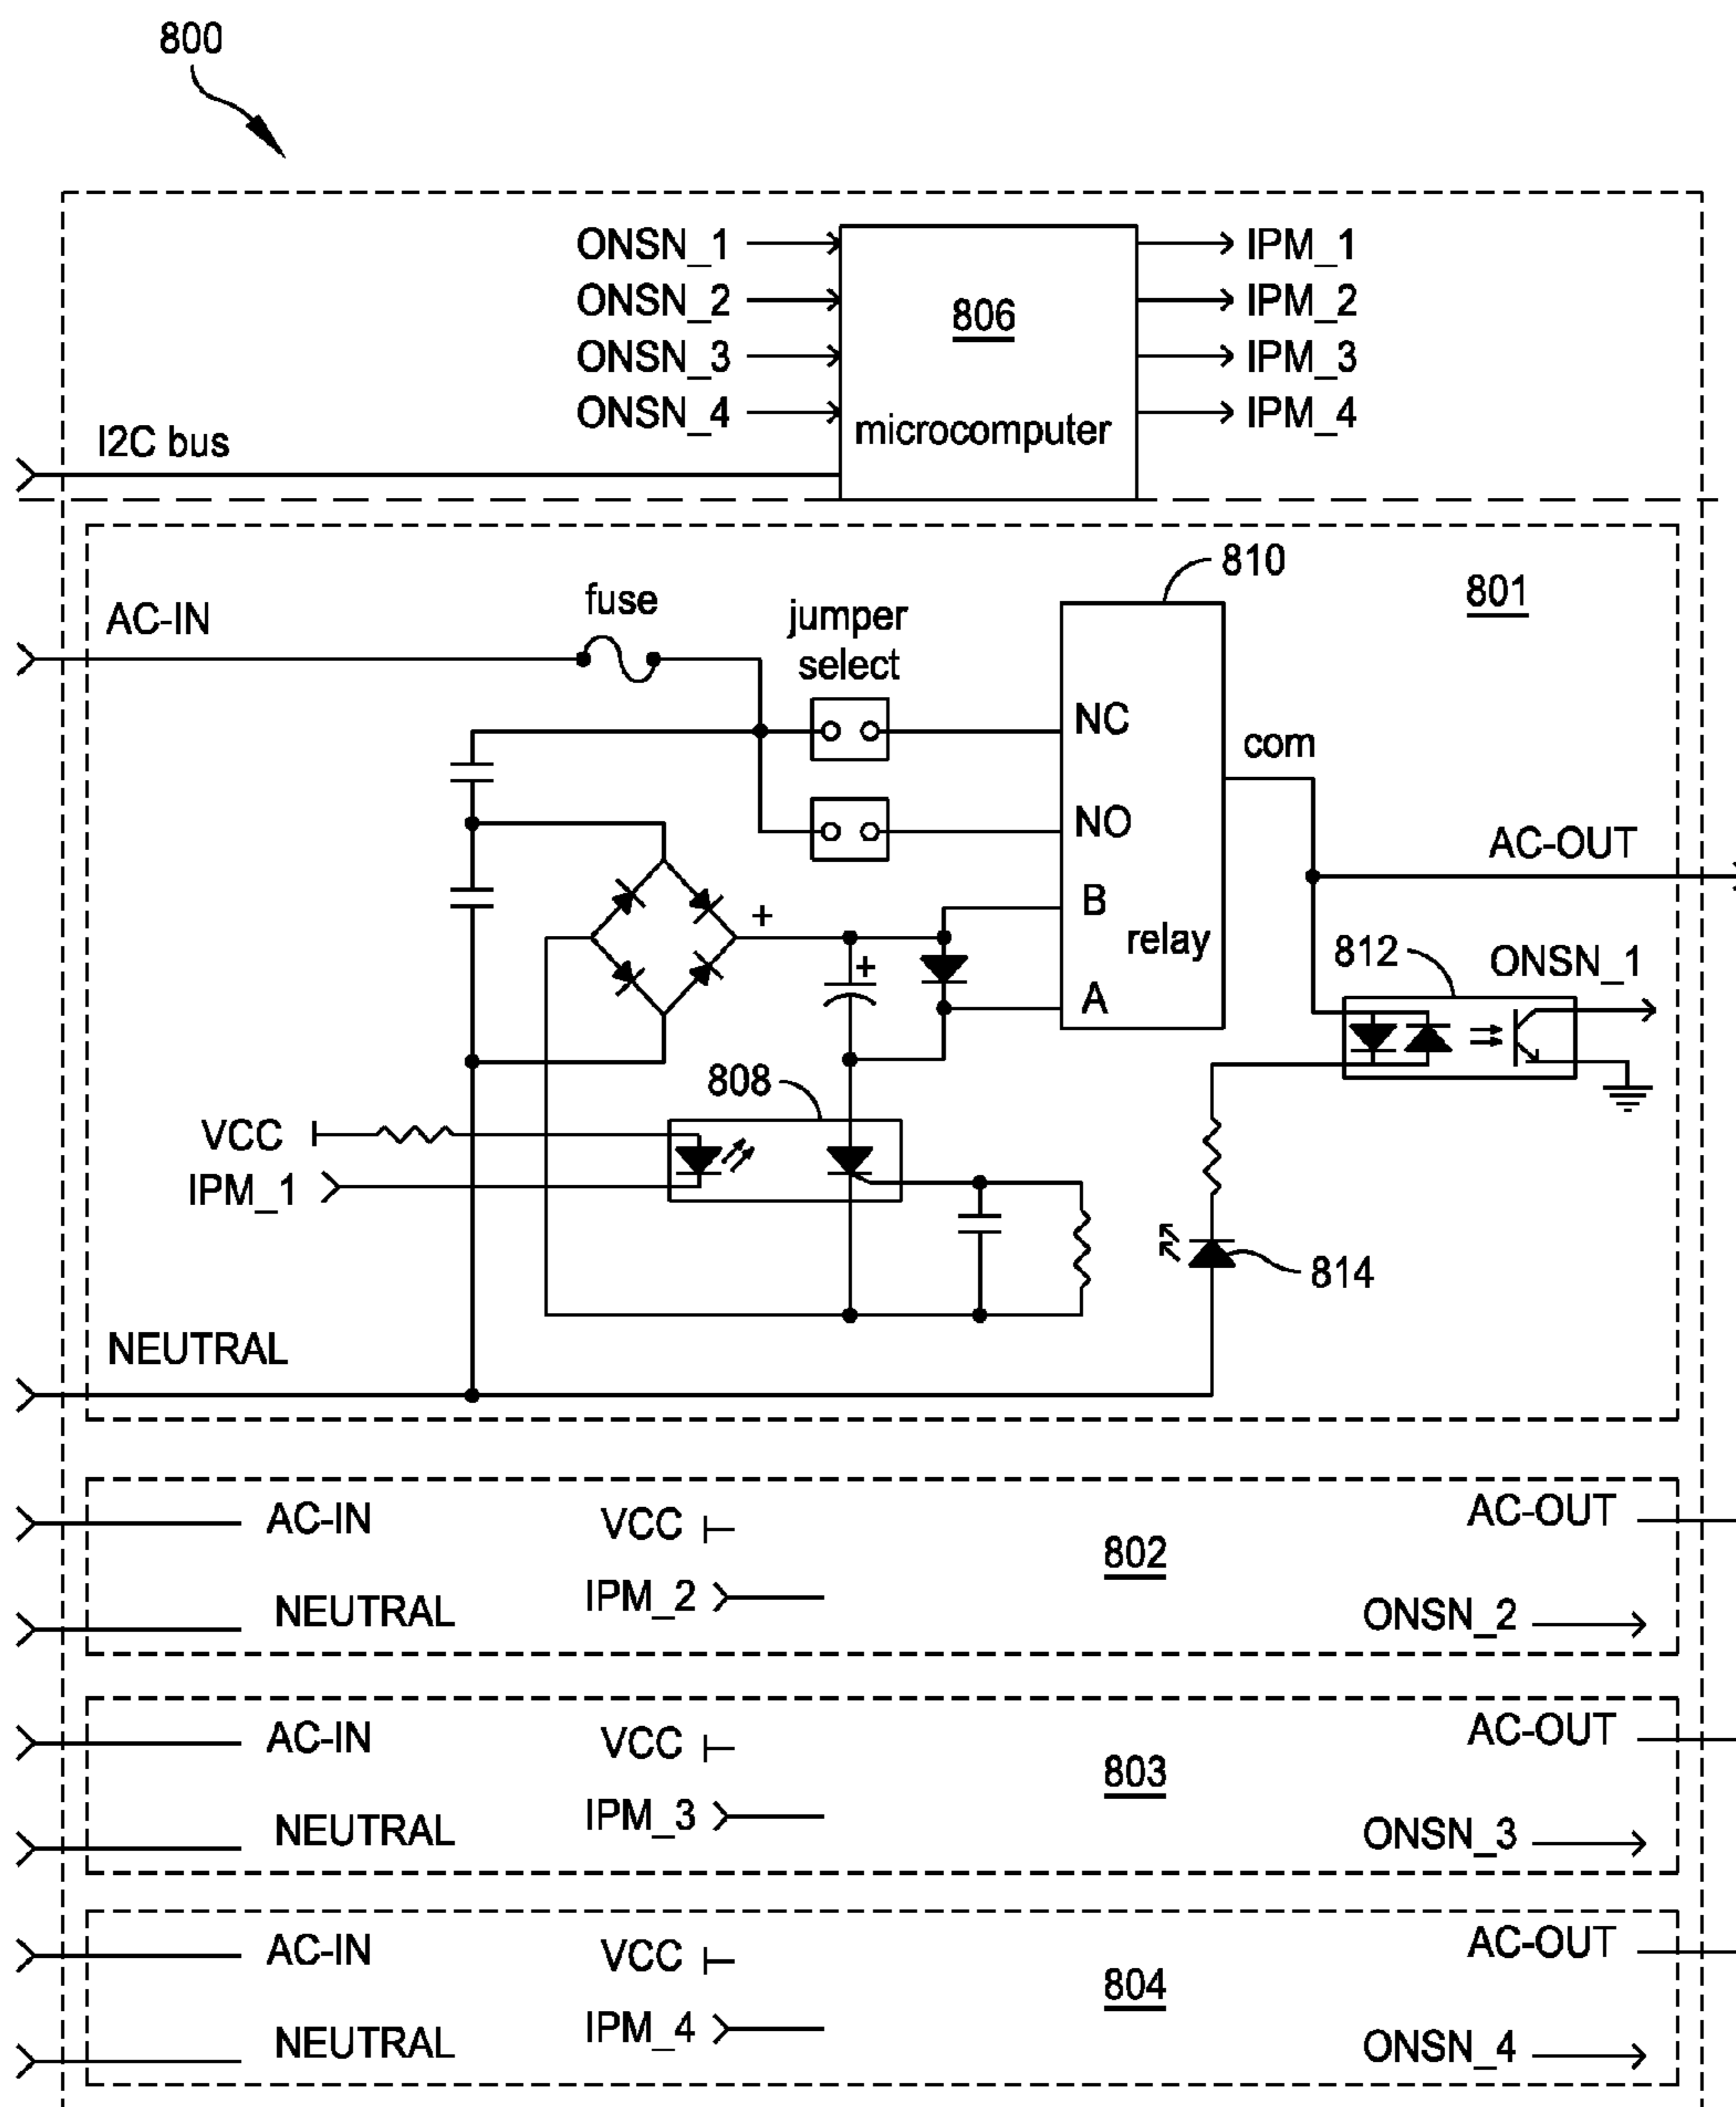 800
ONSN_1
ONSN_2
ONSN_3
ONSN_4
806
microcomputer
IPM_1
IPM_2
IPM_3
IPM_4
I2C bus
801
810
AC-IN
fuse
jumper
select
NC
NO
B
A
relay
com
AC-OUT
+
+
812
ONSN_1
808
VCC
IPM_1
814
NEUTRAL
AC-IN
VCC
AC-OUT
802
NEUTRAL
IPM_2
ONSN_2
AC-IN
VCC
AC-OUT
803
NEUTRAL
IPM_3
ONSN_3
AC-IN
VCC
AC-OUT
804
NEUTRAL
IPM_4
ONSN_4